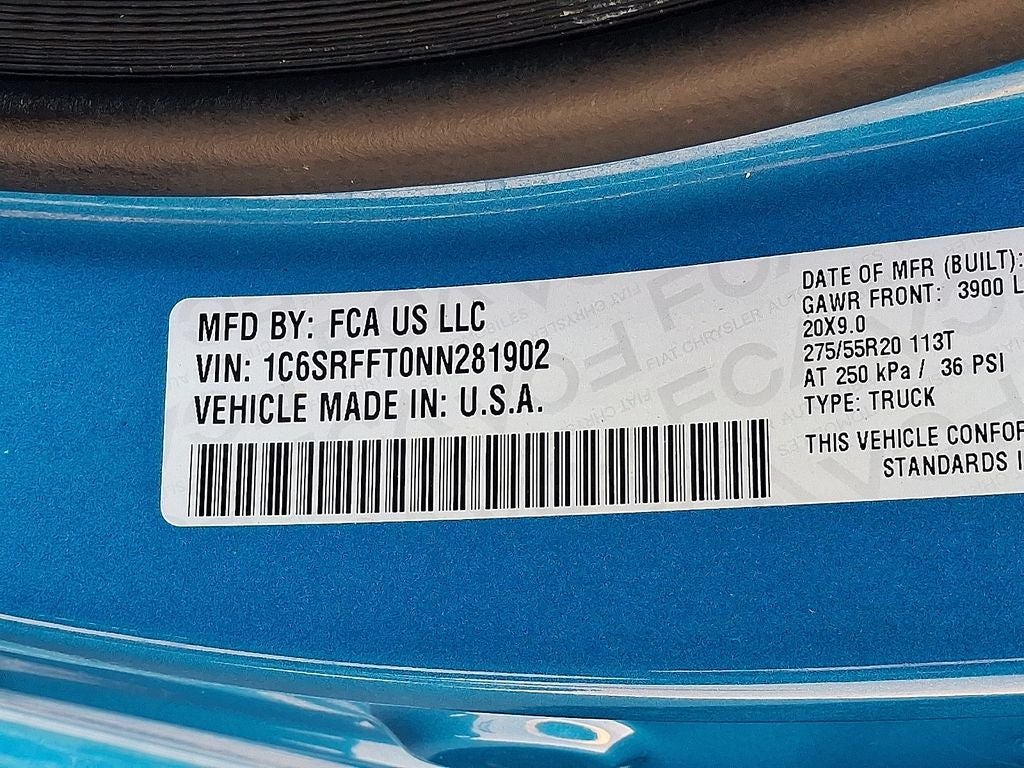 MFD BY: FCA US LLC
VIN: 1C6SRFFT0NN281902
VEHICLE MADE IN: U.S.A.
DATE OF MFR (BUILT):
GAWR FRONT: 3900 L
20X9.0
275/55R20 113T
AT 250 kPa / 36 PSI
TYPE: TRUCK
THIS VEHICLE CONFOR
STANDARDS I